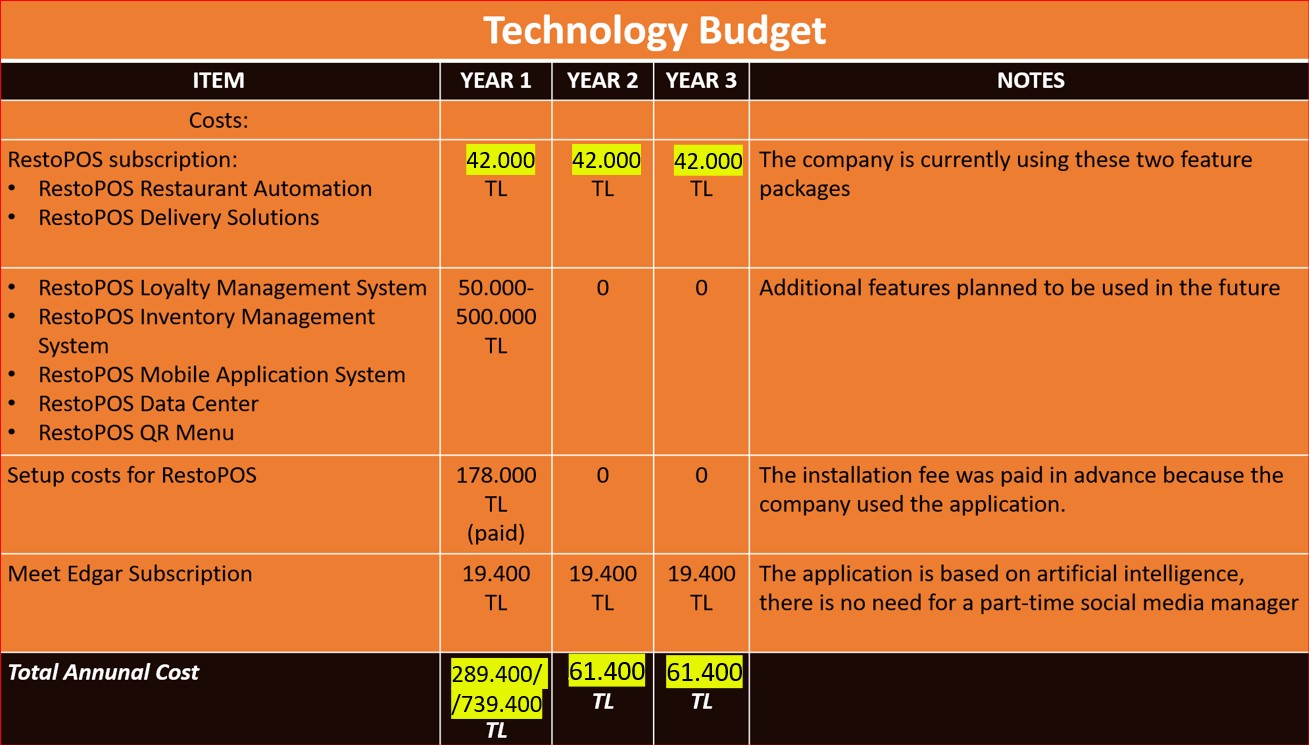 Technology Budget
ITEM YEAR 1 YEAR 2 YEAR 3 NOTES
Costs:
RestoPOS subscription:
• RestoPOS Restaurant Automation
• RestoPOS Delivery Solutions
42.000
TL
42.000
TL
42.000
TL
The company is currently using these two feature
packages
• RestoPOS Loyalty Management System
• RestoPOS Inventory Management
System
• RestoPOS Mobile Application System
• RestoPOS Data Center
• RestoPOS QR Menu
50.000-
500.000
TL
0
0
Additional features planned to be used in the future
Setup costs for RestoPOS
178.000
TL
(paid)
0
0
The installation fee was paid in advance because the
company used the application.
Meet Edgar Subscription
19.400
TL
19.400
TL
19.400
TL
The application is based on artificial intelligence,
there is no need for a part-time social media manager
Total Annunal Cost
289.400/
/739.400
TL
61.400
TL
61.400
TL